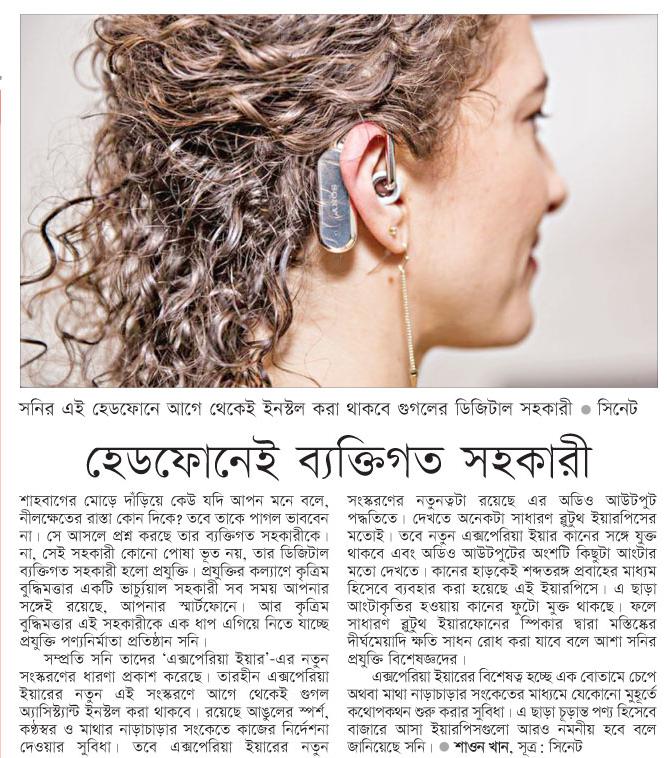 SONY
সনির এই হেডফোনে আগে থেকেই ইনস্টল করা থাকবে গুগলের ডিজিটাল সহকারী ● সিনেট
হেডফোনেই ব্যক্তিগত সহকারী
শাহবাগের মোড়ে দাঁড়িয়ে কেউ যদি আপন মনে বলে,
নীলক্ষেতের রাস্তা কোন দিকে? তবে তাকে পাগল ভাববেন
না। সে আসলে প্রশ্ন করছে তার ব্যক্তিগত সহকারীকে।
না, সেই সহকারী কোনো পোষা ভূত নয়, তার ডিজিটাল
ব্যক্তিগত সহকারী হলো প্রযুক্তি। প্রযুক্তির কল্যাণে কৃত্রিম
বুদ্ধিমত্তার একটি ভার্চ্যুয়াল সহকারী সব সময় আপনার
সঙ্গেই রয়েছে, আপনার স্মার্টফোনে। আর কৃত্রিম
বুদ্ধিমত্তার এই সহকারীকে এক ধাপ এগিয়ে নিতে যাচ্ছে
প্রযুক্তি পণ্যনির্মাতা প্রতিষ্ঠান সনি।
সম্প্রতি সনি তাদের ‘এক্সপেরিয়া ইয়ার’-এর নতুন
সংস্করণের ধারণা প্রকাশ করেছে। তারহীন এক্সপেরিয়া
ইয়ারের নতুন এই সংস্করণে আগে থেকেই গুগল
অ্যাসিস্ট্যান্ট ইনস্টল করা থাকবে। রয়েছে আঙুলের স্পর্শ,
কণ্ঠস্বর ও মাথার নাড়াচাড়ার সংকেতে কাজের নির্দেশনা
দেওয়ার সুবিধা। তবে এক্সপেরিয়া ইয়ারের নতুন
সংস্করণের নতুনত্বটা রয়েছে এর অডিও আউটপুট
পদ্ধতিতে। দেখতে অনেকটা সাধারণ ব্লুটুথ ইয়ারপিসের
মতোই। তবে নতুন এক্সপেরিয়া ইয়ার কানের সঙ্গে যুক্ত
থাকবে এবং অডিও আউটপুটের অংশটি কিছুটা আংটার
মতো দেখতে। কানের হাড়কেই শব্দতরঙ্গ প্রবাহের মাধ্যম
হিসেবে ব্যবহার করা হয়েছে এই ইয়ারপিসে। এ ছাড়া
আংটাকৃতির হওয়ায় কানের ফুটো মুক্ত থাকছে। ফলে
সাধারণ ব্লুটুথ ইয়ারফোনের স্পিকার দ্বারা মস্তিষ্কের
দীর্ঘমেয়াদি ক্ষতি সাধন রোধ করা যাবে বলে আশা সনির
প্রযুক্তি বিশেষজ্ঞদের।
এক্সপেরিয়া ইয়ারের বিশেষত্ব হচ্ছে এক বোতামে চেপে
অথবা মাথা নাড়াচাড়ার সংকেতের মাধ্যমে যেকোনো মুহূর্তে
কথোপকথন শুরু করার সুবিধা। এ ছাড়া চূড়ান্ত পণ্য হিসেবে
বাজারে আসা ইয়ারপিসগুলো আরও নমনীয় হবে বলে
জানিয়েছে সনি। ● শাওন খান, সূত্র: সিনেট